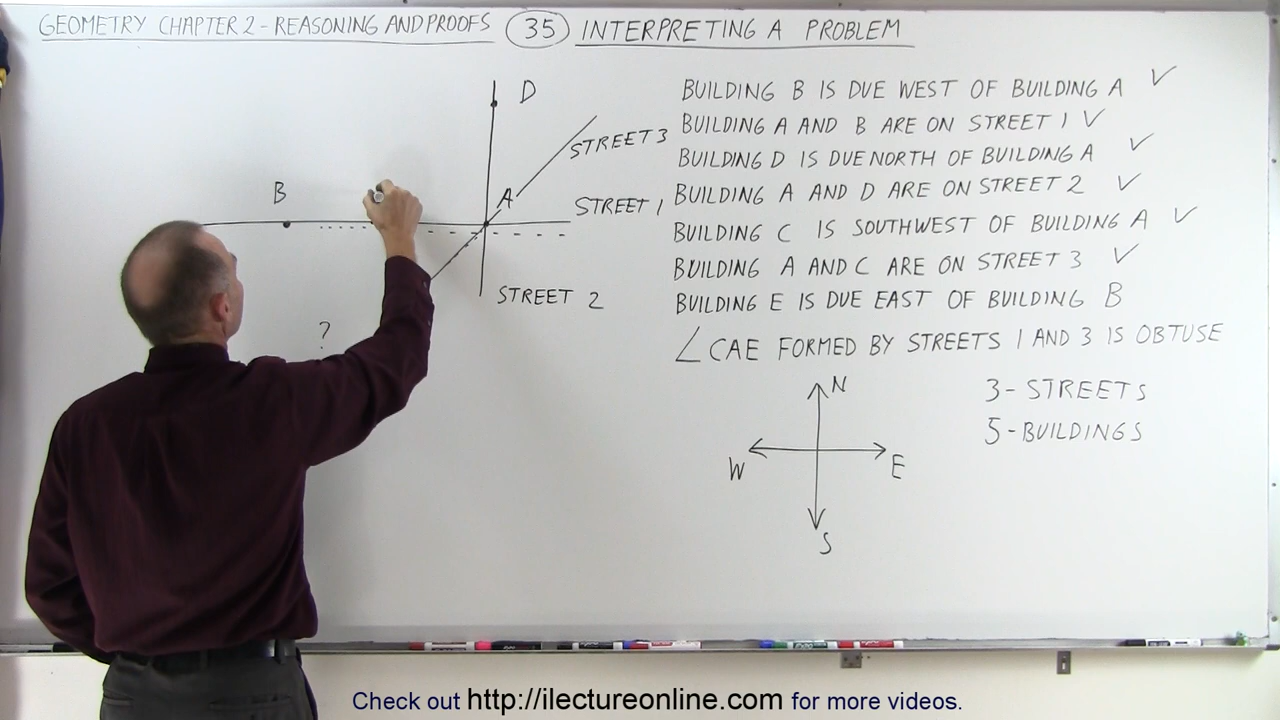 GEOMETRY CHAPTER 2 - REASONING AND PROOFS 35 INTERPRETING A PROBLEM
BUILDING B IS DUE WEST OF BUILDING A ✓
BUILDING A AND B ARE ON STREET 1 ✓
BUILDING D IS DUE NORTH OF BUILDING A ✓
BUILDING A AND D ARE ON STREET 2 ✓
BUILDING C IS SOUTHWEST OF BUILDING A ✓
BUILDING A AND C ARE ON STREET 3 ✓
BUILDING E IS DUE EAST OF BUILDING B
∠CAE FORMED BY STREETS 1 AND 3 IS OBTUSE
D
STREET 3
B
A
STREET 1
STREET 2
?
N
W
E
S
3 - STREETS
5 - BUILDINGS
Check out http://ilectureonline.com for more videos.